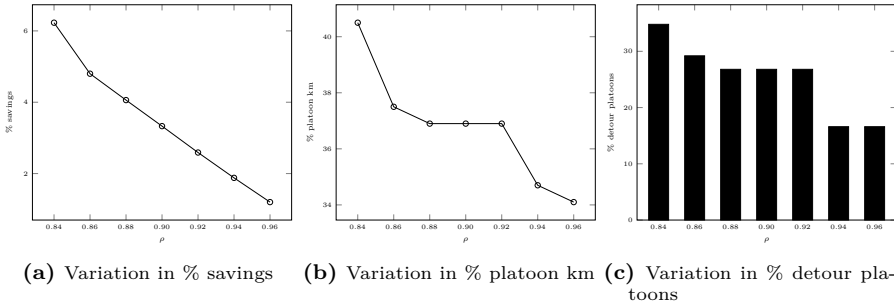 % savings
6
4
2
0.84 0.86 0.88 0.90 0.92 0.94 0.96
ρ
% platoon km
40
38
36
34
0.84 0.86 0.88 0.90 0.92 0.94 0.96
ρ
% detour platoons
30
20
10
0
0.84 0.86 0.88 0.90 0.92 0.94 0.96
ρ
(a) Variation in % savings
(b) Variation in % platoon km
(c) Variation in % detour pla-
toons